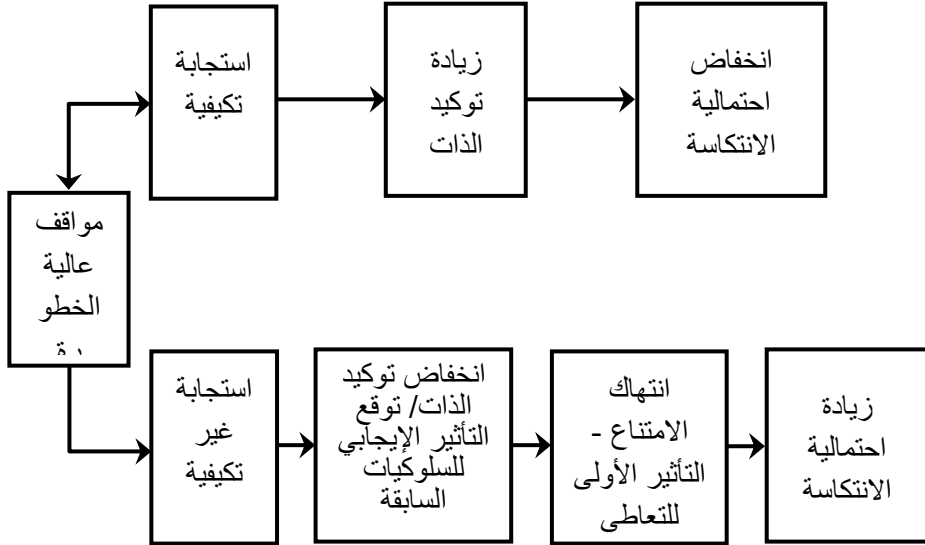 استجابة
تكيفية
زيادة
توكيد
الذات
انخفاض
احتمالية
الانتكاسة
مواقف
عالية
الخطو
رة
استجابة
غير
تكيفية
انخفاض توكيد
الذات/ توقع
التأثير الإيجابي
للسلوكيات
السابقة
انتهاك
الامتناع -
التأثير الأولى
للتعاطى
زيادة
احتمالية
الانتكاسة